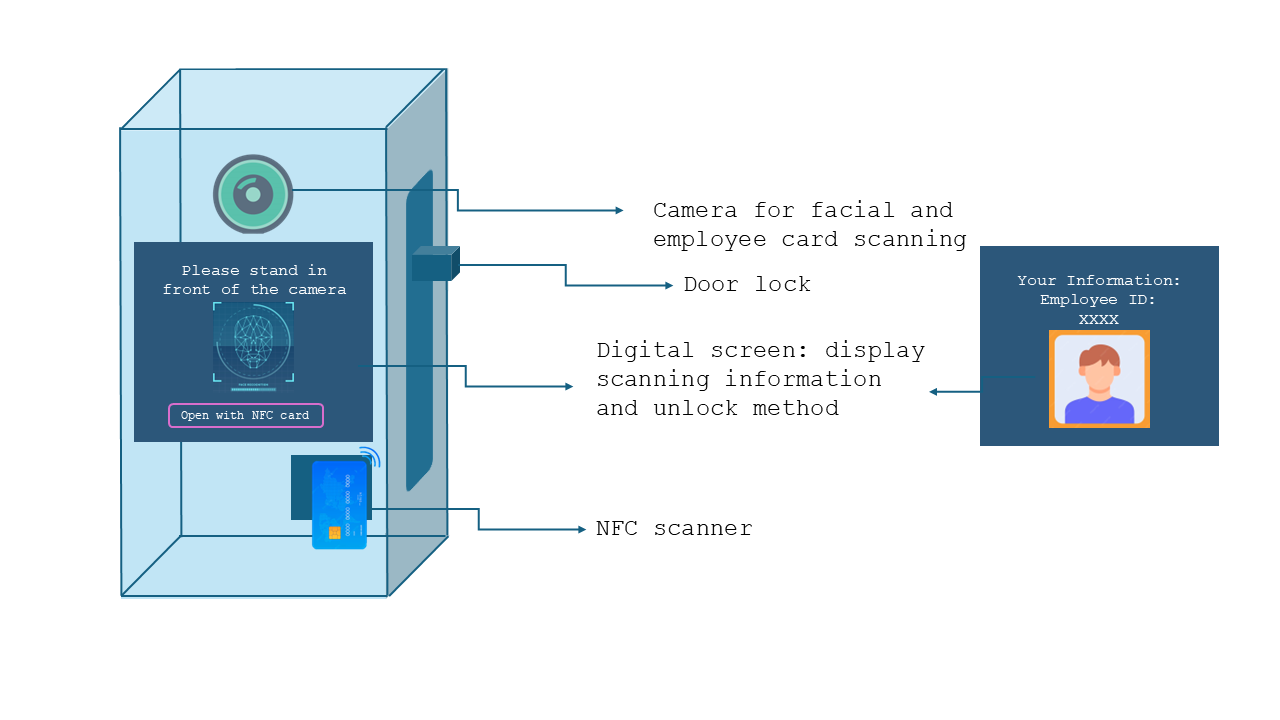 Camera for facial and
employee card scanning
Please stand in
front of the camera
Open with NFC card
Door lock
Digital screen: display
scanning information
and unlock method
Your Information:
Employee ID:
XXXX
NFC scanner